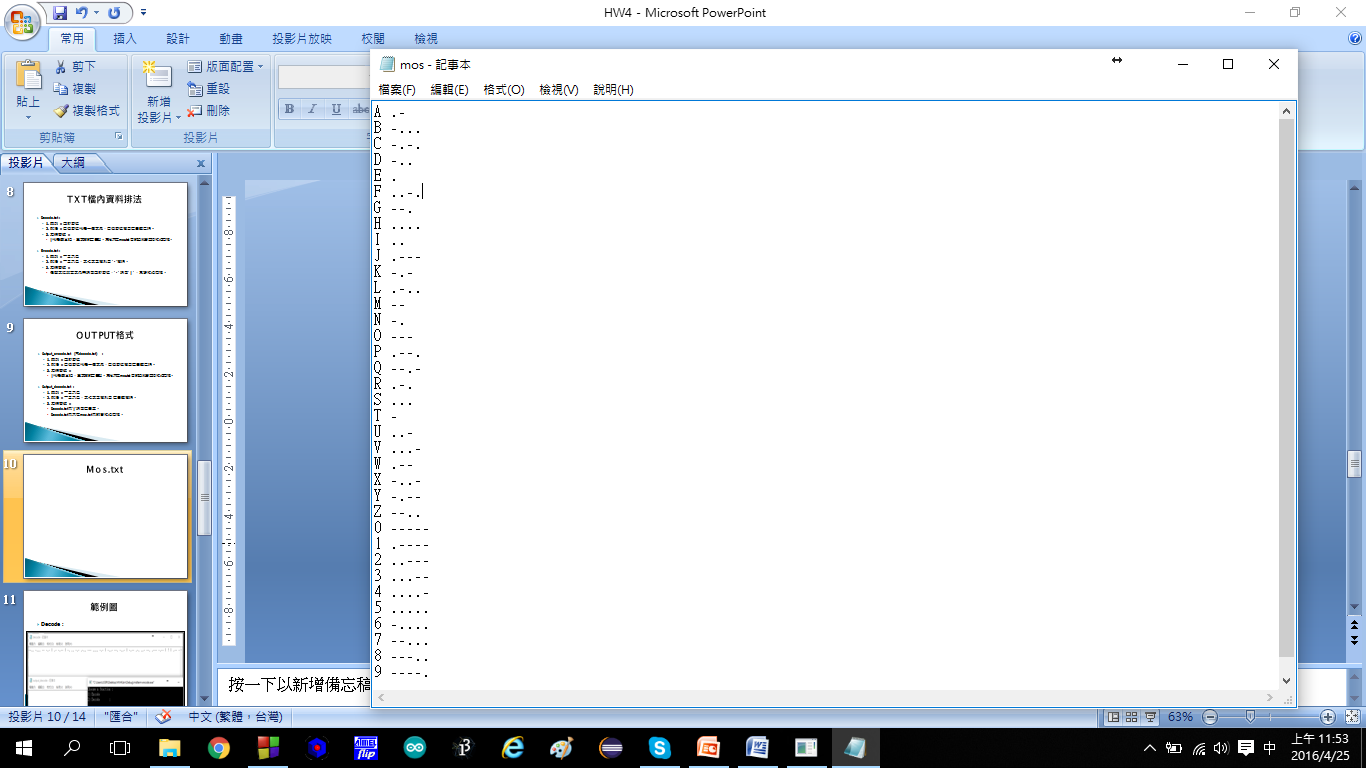 HW4 - Microsoft PowerPoint
常用 插入 設計 動畫 投影片放映 校閱 檢視
貼上
剪下
複製
複製格式
剪貼簿
新增
投影片
版面配置
重設
刪除
投影片
B I U abc
投影片 大綱
8
TXT檔內資料排法
9
OUTPUT格式
10
Mos.txt
11
範例圖
Decode :
mos - 記事本
檔案(F) 編輯(E) 格式(O) 檢視(V) 說明(H)
A .-
B -...
C -.-.
D -..
E .
F ..-.
G --.
H ....
I ..
J .---
K -.-
L .-..
M --
N -.
O ---
P .--.
Q --.-
R .-.
S ...
T -
U ..-
V ...-
W .--
X -..-
Y -.--
Z --..
0 -----
1 .----
2 ..---
3 ...--
4 ....-
5 .....
6 -....
7 --...
8 ---..
9 ----.
按一下以新增備忘稿
投影片 10 / 14 "匯合" 中文 (繁體，台灣) 63%
中
上午 11:53
2016/4/25